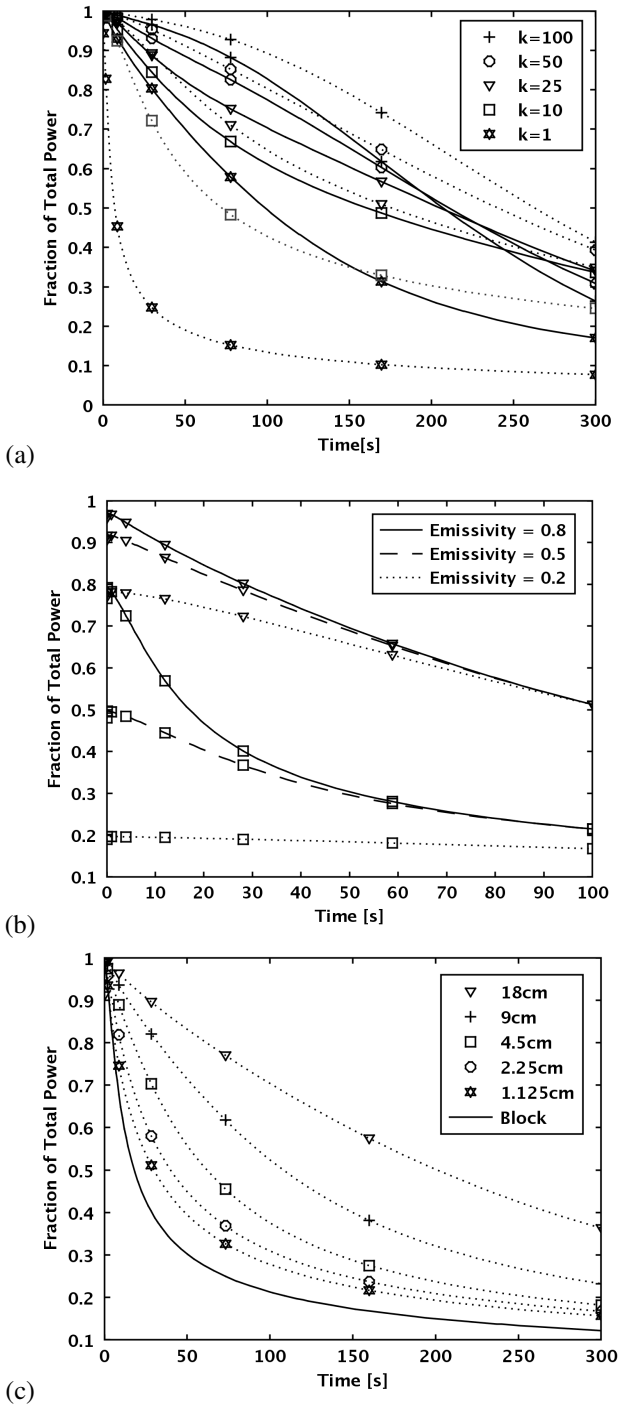 1
0.9
0.8
0.7
0.6
0.5
0.4
0.3
0.2
0.1
0
Fraction of Total Power
k=100
k=50
k=25
k=10
k=1
0 50 100 150 200 250 300
Time[s]
(a)
1
0.9
0.8
0.7
0.6
0.5
0.4
0.3
0.2
0.1
Fraction of Total Power
Emissivity = 0.8
Emissivity = 0.5
Emissivity = 0.2
0 10 20 30 40 50 60 70 80 90 100
Time [s]
(b)
1
0.9
0.8
0.7
0.6
0.5
0.4
0.3
0.2
0.1
Fraction of Total Power
18cm
9cm
4.5cm
2.25cm
1.125cm
Block
0 50 100 150 200 250 300
Time [s]
(c)